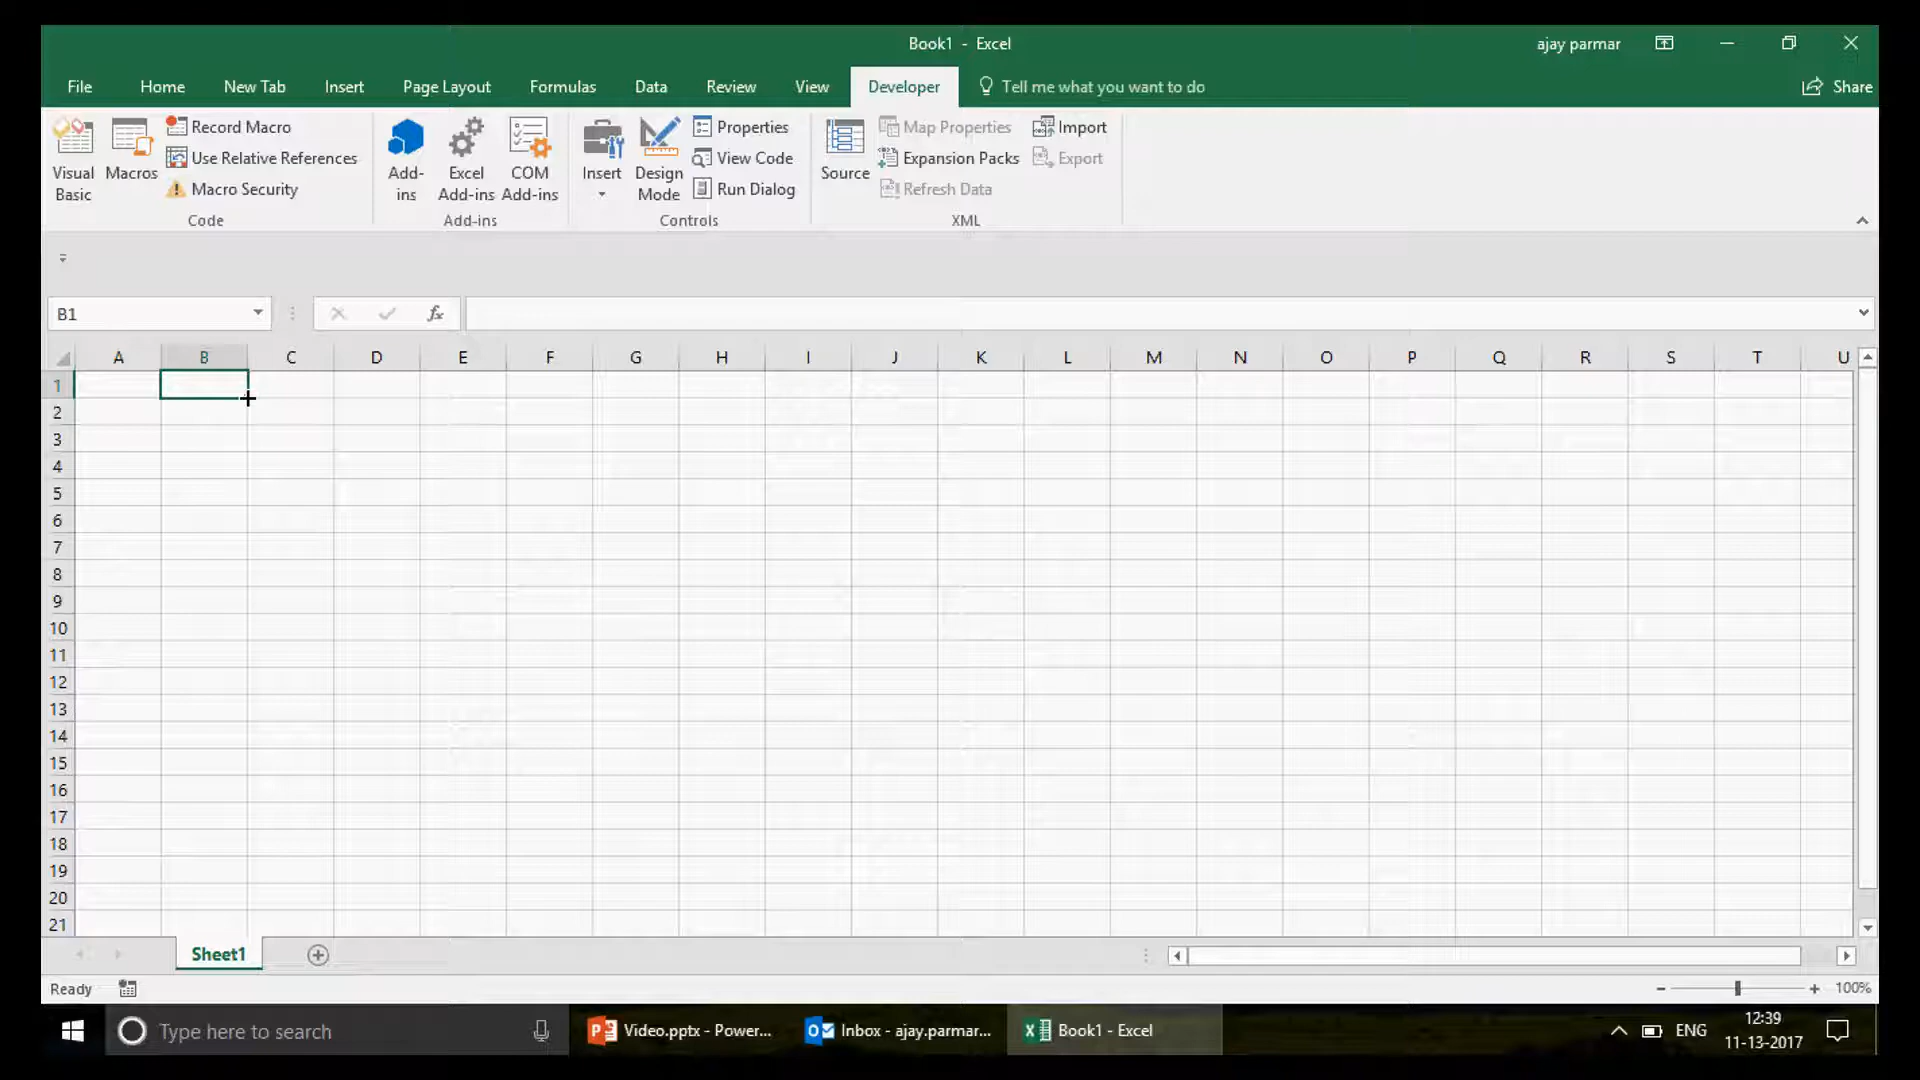 Book1 - Excel
ajay parmar
File Home New Tab Insert Page Layout Formulas Data Review View Developer Tell me what you want to do Share
Visual Basic
Macros
Record Macro
Use Relative References
Macro Security
Code
Add-ins
Excel Add-ins
COM Add-ins
Add-ins
Insert
Design Mode
Properties
View Code
Run Dialog
Controls
Source
Map Properties
Expansion Packs
Refresh Data
Import
Export
XML
B1
fx
A B C D E F G H I J K L M N O P Q R S T U
1
2
3
4
5
6
7
8
9
10
11
12
13
14
15
16
17
18
19
20
21
Sheet1
Ready
100%
Type here to search
Video.pptx - Power...
Inbox - ajay.parmar...
Book1 - Excel
ENG
12:39
11-13-2017